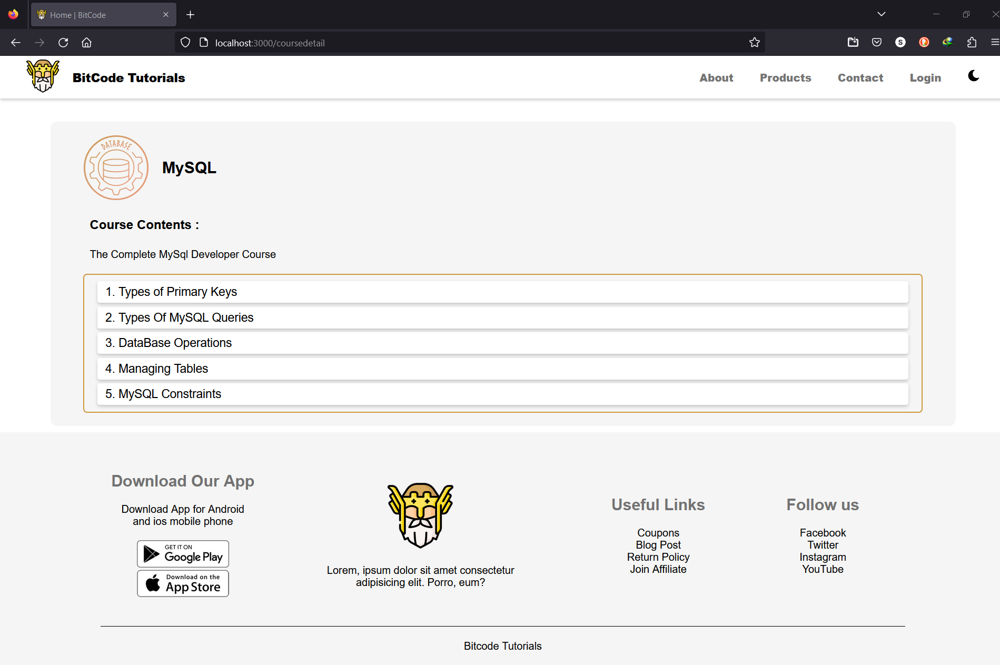 Home | BitCode
localhost:3000/coursedetail
S
BitCode Tutorials
About
Products
Contact
Login
DATABASE
MySQL
Course Contents :
The Complete MySql Developer Course
1. Types of Primary Keys
2. Types Of MySQL Queries
3. DataBase Operations
4. Managing Tables
5. MySQL Constraints
Download Our App
Download App for Android
and ios mobile phone
GET IT ON
Google Play
Download on the
App Store
Lorem, ipsum dolor sit amet consectetur
adipisicing elit. Porro, eum?
Useful Links
Coupons
Blog Post
Return Policy
Join Affiliate
Follow us
Facebook
Twitter
Instagram
YouTube
Bitcode Tutorials